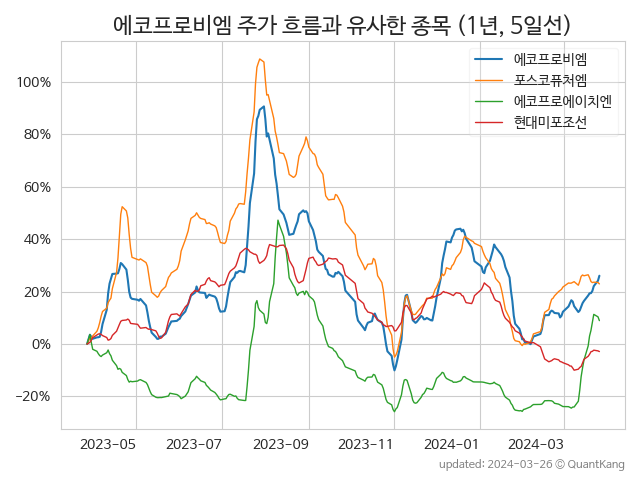 에코프로비엠 주가 흐름과 유사한 종목 (1년, 5일선)
에코프로비엠
포스코퓨처엠
에코프로에이치엔
현대미포조선
100%
80%
60%
40%
20%
0%
−20%
2023-05 2023-07 2023-09 2023-11 2024-01 2024-03
updated: 2024-03-26 © QuantKang